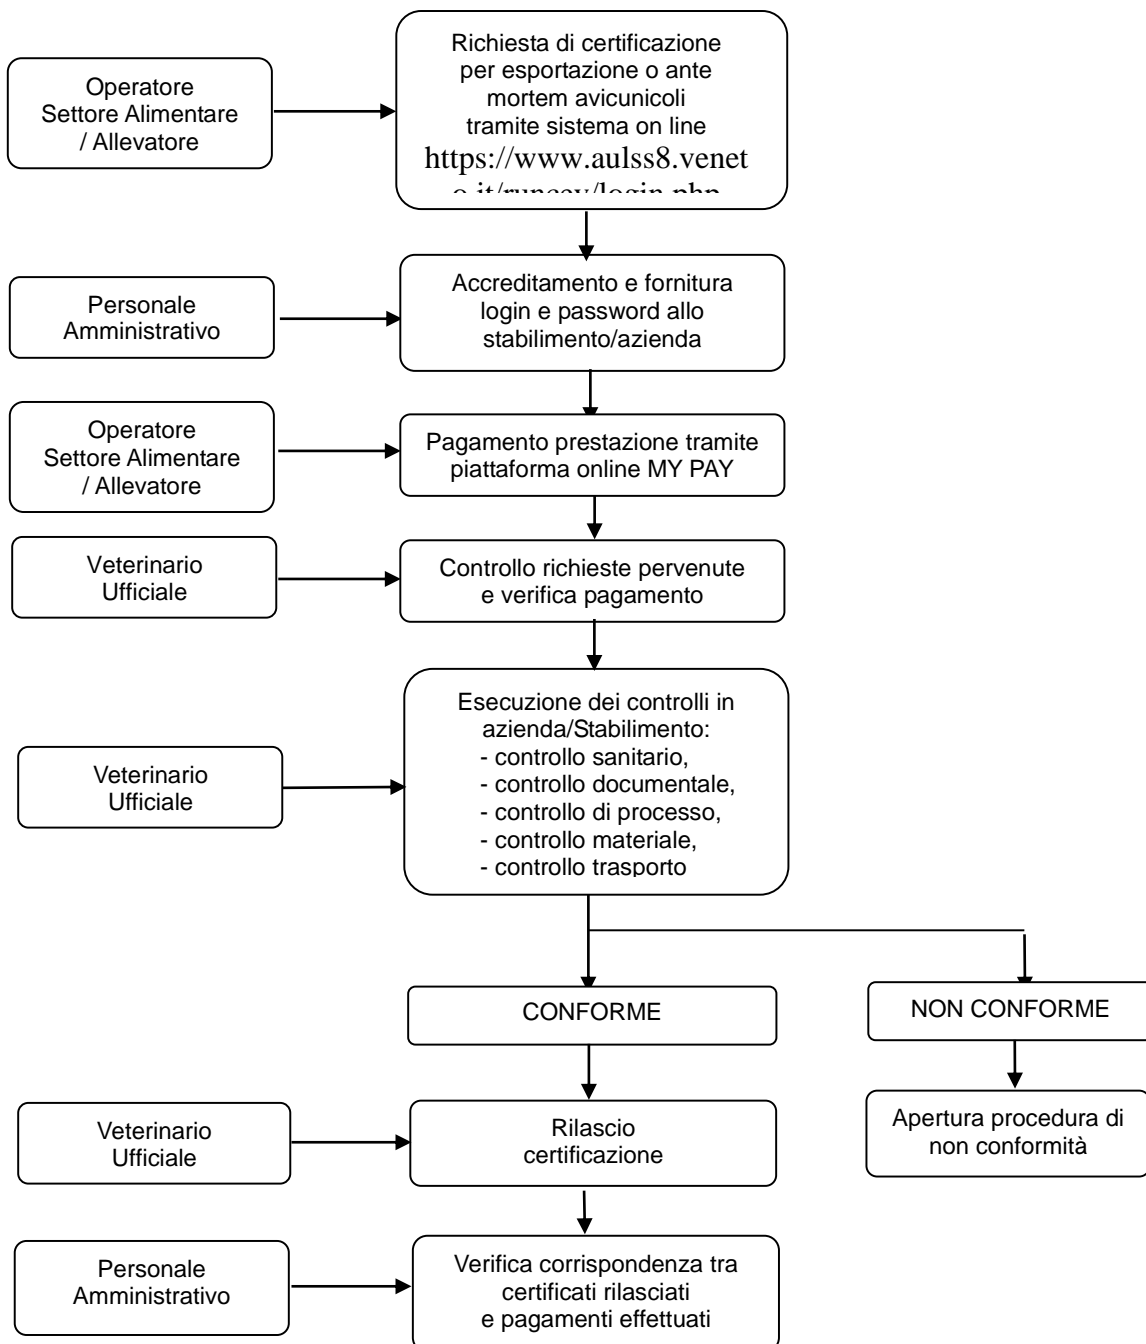 Operatore
Settore Alimentare
/ Allevatore
Richiesta di certificazione
per esportazione o ante
mortem avicunicoli
tramite sistema on line
https://www.aulss8.venet
o.it/runcev/login.php
Personale
Amministrativo
Accreditamento e fornitura
login e password allo
stabilimento/azienda
Operatore
Settore Alimentare
/ Allevatore
Pagamento prestazione tramite
piattaforma online MY PAY
Veterinario
Ufficiale
Controllo richieste pervenute
e verifica pagamento
Veterinario
Ufficiale
Esecuzione dei controlli in
azienda/Stabilimento:
- controllo sanitario,
- controllo documentale,
- controllo di processo,
- controllo materiale,
- controllo trasporto
CONFORME
NON CONFORME
Veterinario
Ufficiale
Rilascio
certificazione
Apertura procedura di
non conformità
Personale
Amministrativo
Verifica corrispondenza tra
certificati rilasciati
e pagamenti effettuati